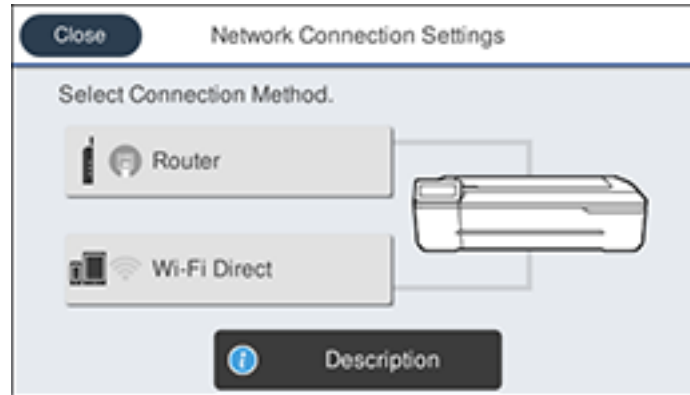 Close
Network Connection Settings
Select Connection Method.
Router
Wi-Fi Direct
Description